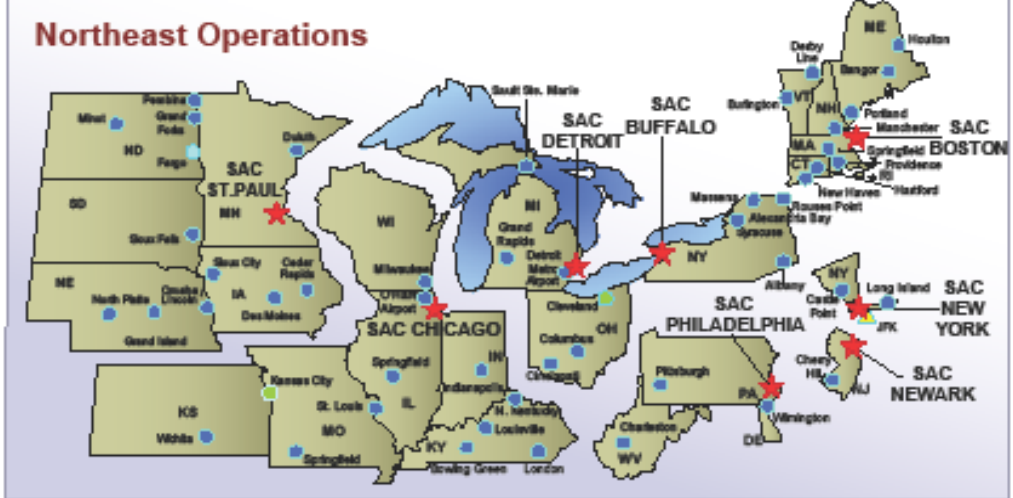 Northeast Operations
ME
Houlton
Derby
Line
Bangor
Burlington
VT
NH
Portland
Manchester
SAC
BOSTON
MA
Springfield
Providence
CT
RI
Hartford
New Haven
Pembina
Grand
Forks
Minot
ND
Fargo
Duluth
SAC
ST.PAUL
SD
Sioux Falls
Sault Ste. Marie
SAC
DETROIT
SAC
BUFFALO
WI
MI
Grand
Rapids
Detroit
Metro
Airport
Massena
Rouses Point
Alexandria Bay
Syracuse
NY
Albany
NE
North Platte
Omaha
Lincoln
Grand Island
Sioux City
Cedar
Rapids
IA
Des Moines
Milwaukee
O'Hare
Airport
SAC CHICAGO
Cleveland
OH
Columbus
Cincinnati
SAC
PHILADELPHIA
NY
Castle
Point
Long Island
SAC
NEW
YORK
JFK
Cherry
Hill
NJ
SAC
NEWARK
Springfield
IL
IN
Indianapolis
Pittsburgh
PA
Wilmington
DE
Kansas City
KS
Wichita
St. Louis
MO
Springfield
N. Kentucky
Louisville
KY
Bowling Green
London
Charleston
WV